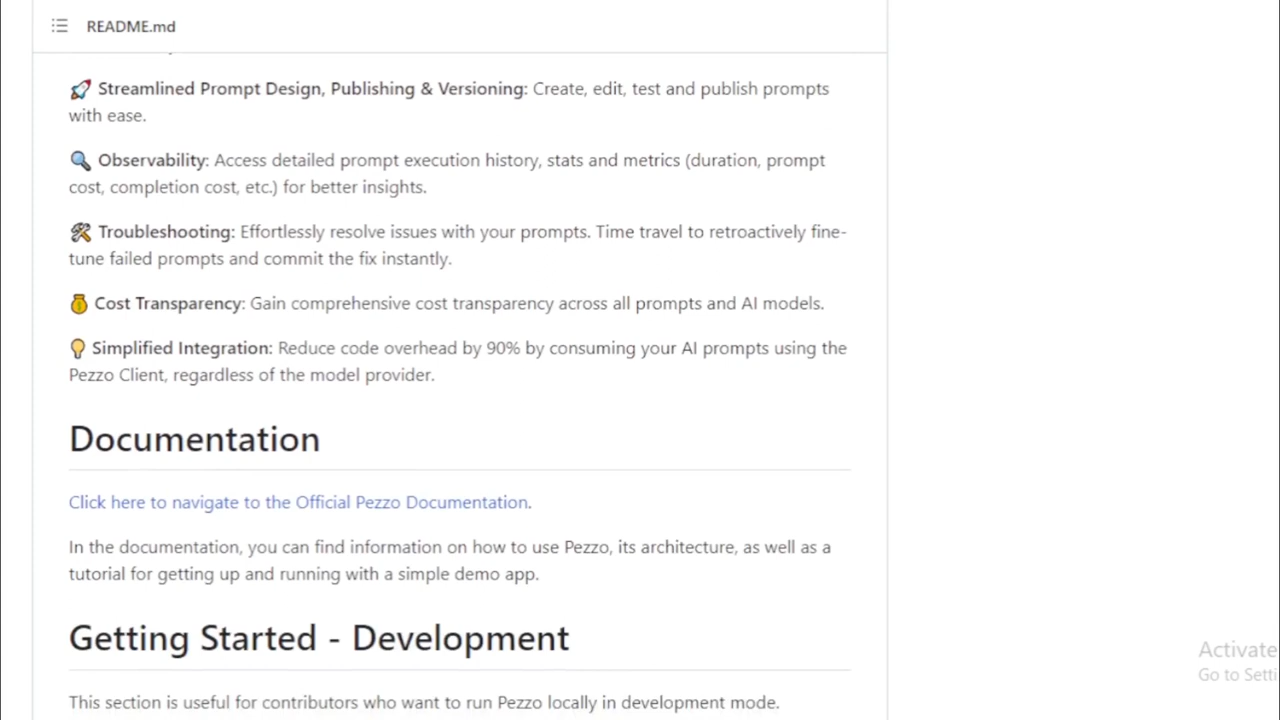 README.md
Streamlined Prompt Design, Publishing & Versioning: Create, edit, test and publish prompts
with ease.
Observability: Access detailed prompt execution history, stats and metrics (duration, prompt
cost, completion cost, etc.) for better insights.
Troubleshooting: Effortlessly resolve issues with your prompts. Time travel to retroactively fine-
tune failed prompts and commit the fix instantly.
Cost Transparency: Gain comprehensive cost transparency across all prompts and AI models.
Simplified Integration: Reduce code overhead by 90% by consuming your AI prompts using the
Pezzo Client, regardless of the model provider.
Documentation
Click here to navigate to the Official Pezzo Documentation.
In the documentation, you can find information on how to use Pezzo, its architecture, as well as a
tutorial for getting up and running with a simple demo app.
Getting Started - Development
This section is useful for contributors who want to run Pezzo locally in development mode.
Activate
Go to Setti